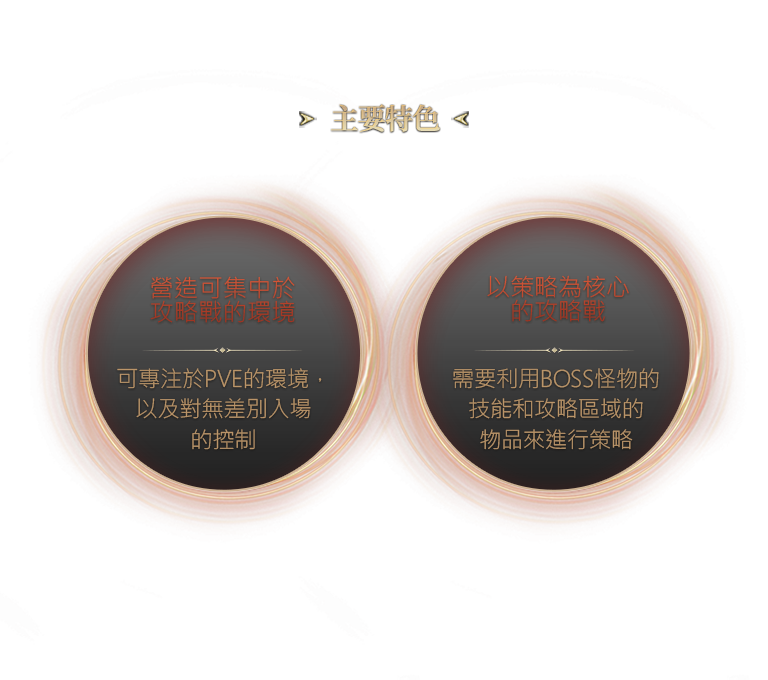 主要特色
營造可集中於
攻略戰的環境
可專注於PVE的環境，
以及對無差別入場
的控制
以策略為核心
的攻略戰
需要利用BOSS怪物的
技能和攻略區域的
物品來進行策略